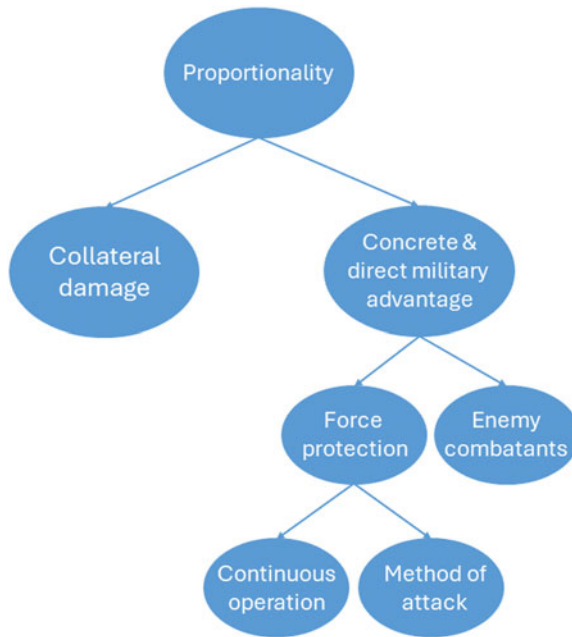 Proportionality
Collateral
damage
Concrete &
direct military
advantage
Force
protection
Enemy
combatants
Continuous
operation
Method of
attack